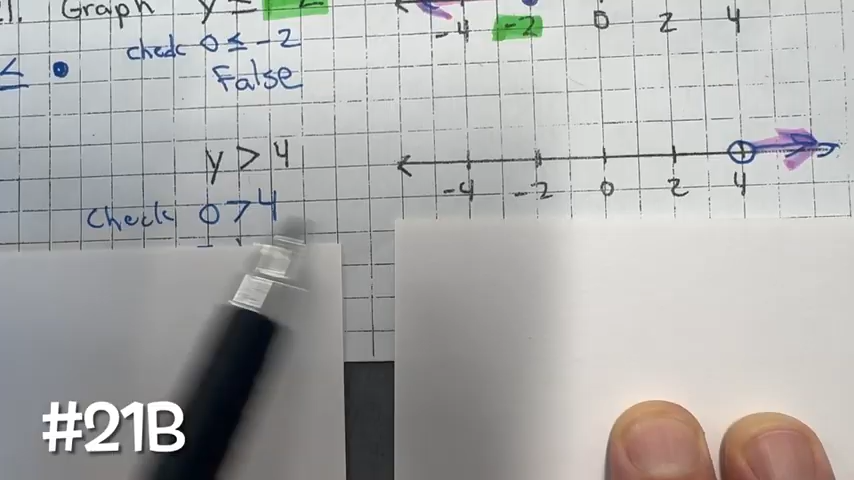 Graph y = -2
-4 -2 0 2 4
check 0 ≤ -2
≤ •
False
y > 4
-4 -2 0 2 4
Check 0 > 4
#21B